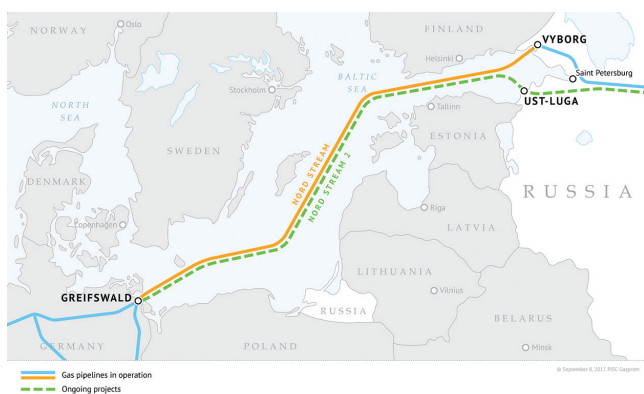 NORWAY
Oslo
FINLAND
VYBORG
Helsinki
Saint Petersburg
Stockholm
BALTIC
SEA
UST-LUGA
NORTH
SEA
Tallinn
ESTONIA
SWEDEN
NORD STREAM
NORD STREAM 2
DENMARK
RUSSIA
Copenhagen
Riga
LATVIA
LITHUANIA
GREIFSWALD
Vilnius
RUSSIA
BELARUS
GERMANY
POLAND
Minsk
© September 8, 2017 PJSC Gazprom
Gas pipelines in operation
Ongoing projects